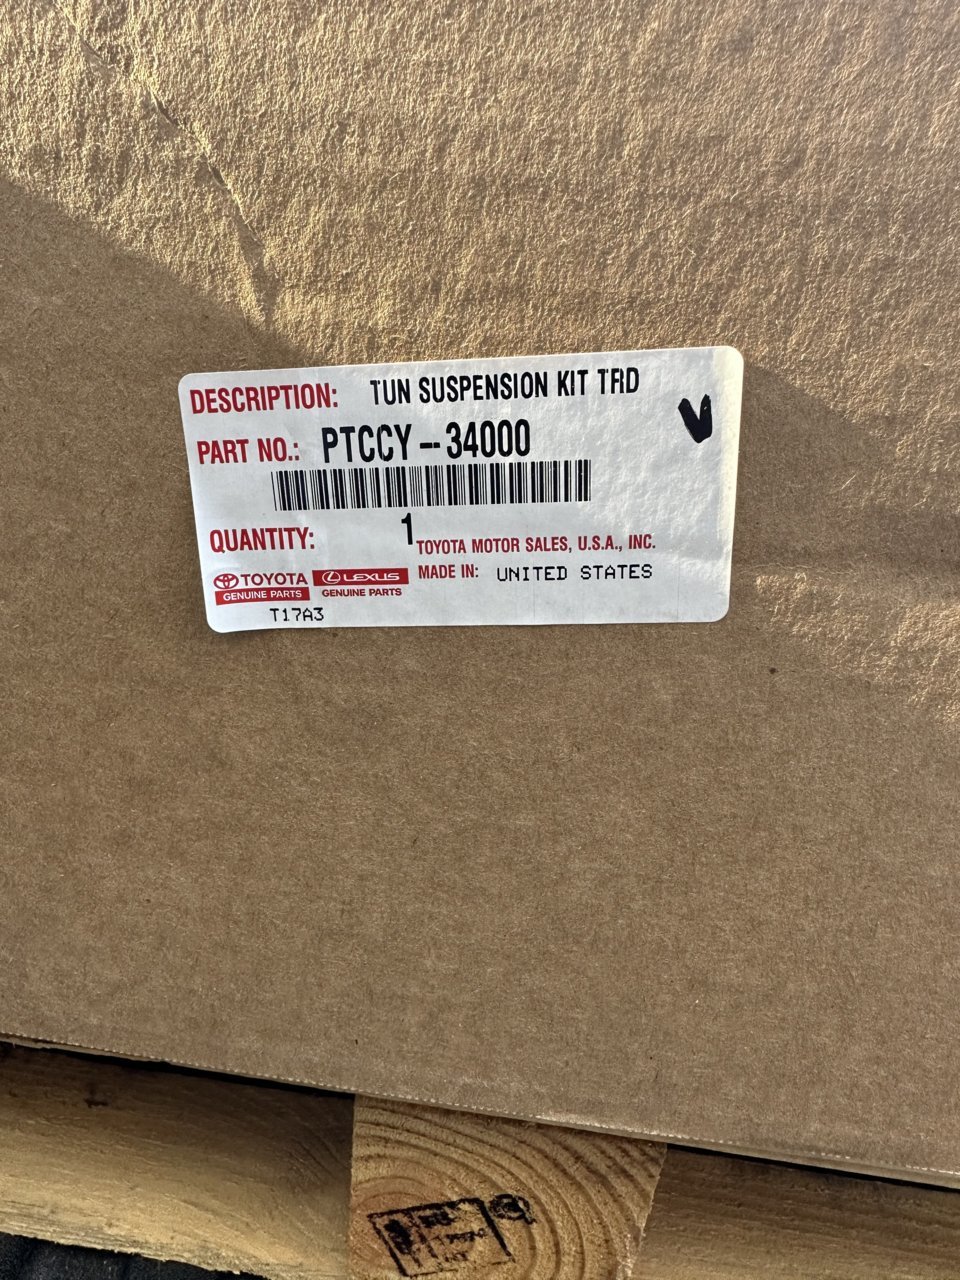 DESCRIPTION: TUN SUSPENSION KIT TRD
PART NO.: PTCCY-34000
QUANTITY: 1
TOYOTA MOTOR SALES, U.S.A., INC.
TOYOTA
GENUINE PARTS
LEXUS
GENUINE PARTS
MADE IN: UNITED STATES
T17A3